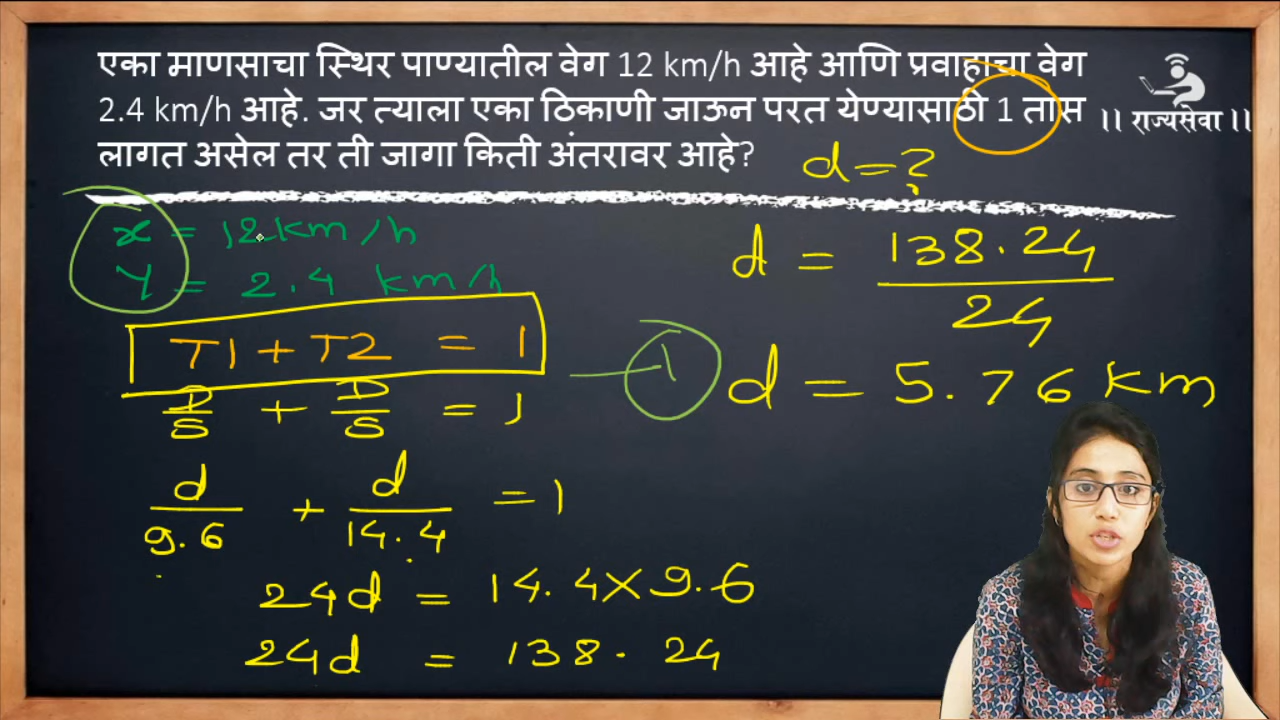 एका माणसाचा स्थिर पाण्यातील वेग 12 km/h आहे आणि प्रवाहाचा वेग
2.4 km/h आहे. जर त्याला एका ठिकाणी जाऊन परत येण्यासाठी 1 तास
लागत असेल तर ती जागा किती अंतरावर आहे?
।। राज्यसेवा ।।
d = ?
x = 12 km/h
y = 2.4 km/h
T1 + T2 = 1
D/S + D/S = 1
d/9.6 + d/14.4 = 1
24d = 14.4 × 9.6
24d = 138.24
1
d = 138.24/24
d = 5.76 km